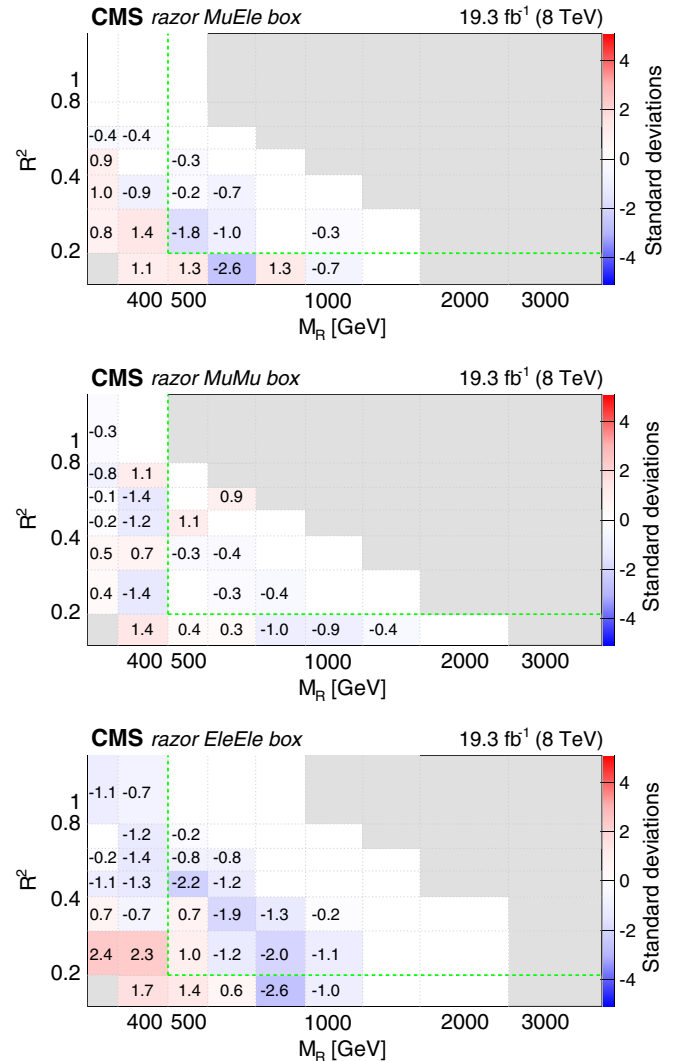 CMS razor MuEle box 19.3 fb⁻¹ (8 TeV)
1
0.8
-0.4 -0.4
0.9 -0.3
0.4
1.0 -0.9 -0.2 -0.7
0.8 1.4 -1.8 -1.0 -0.3
0.2
1.1 1.3 -2.6 1.3 -0.7
R²
400 500 1000 2000 3000
M_R [GeV]
4
2
0
-2
-4
Standard deviations
CMS razor MuMu box 19.3 fb⁻¹ (8 TeV)
-0.3
1
0.8
-0.8 1.1
-0.1 -1.4 0.9
-0.2 -1.2 1.1
0.4
0.5 0.7 -0.3 -0.4
0.4 -1.4 -0.3 -0.4
0.2
1.4 0.4 0.3 -1.0 -0.9 -0.4
R²
400 500 1000 2000 3000
M_R [GeV]
4
2
0
-2
-4
Standard deviations
CMS razor EleEle box 19.3 fb⁻¹ (8 TeV)
-1.1 -0.7
1
0.8
-1.2 -0.2
-0.2 -1.4 -0.8 -0.8
-1.1 -1.3 -2.2 -1.2
0.4
0.7 -0.7 0.7 -1.9 -1.3 -0.2
2.4 2.3 1.0 -1.2 -2.0 -1.1
0.2
1.7 1.4 0.6 -2.6 -1.0
R²
400 500 1000 2000 3000
M_R [GeV]
4
2
0
-2
-4
Standard deviations